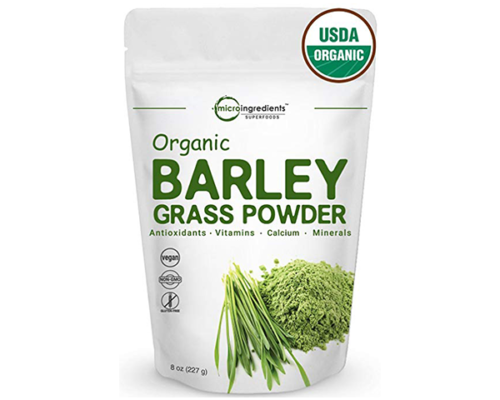 USDA
ORGANIC
microingredients™
SUPERFOODS
Organic
BARLEY
GRASS POWDER
Antioxidants · Vitamins · Calcium · Minerals
vegan
NON-GMO
GLUTEN FREE
8 oz (227 g)